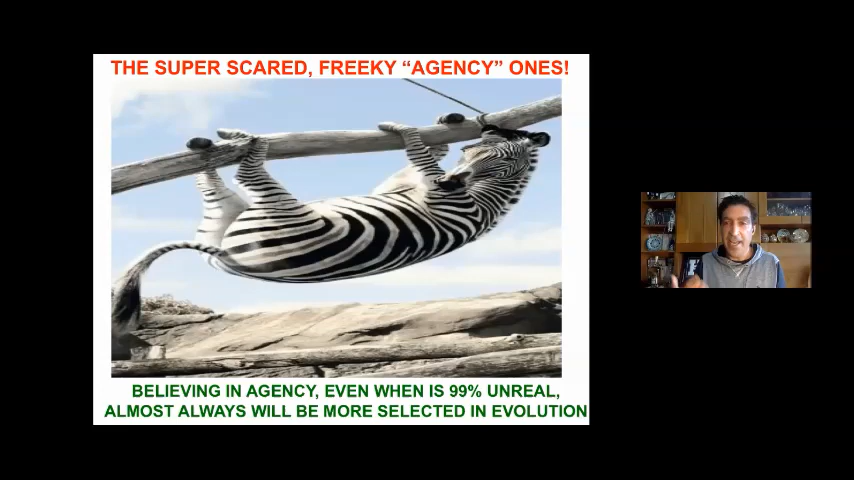 THE SUPER SCARED, FREEKY “AGENCY” ONES!
BELIEVING IN AGENCY, EVEN WHEN IS 99% UNREAL,
ALMOST ALWAYS WILL BE MORE SELECTED IN EVOLUTION